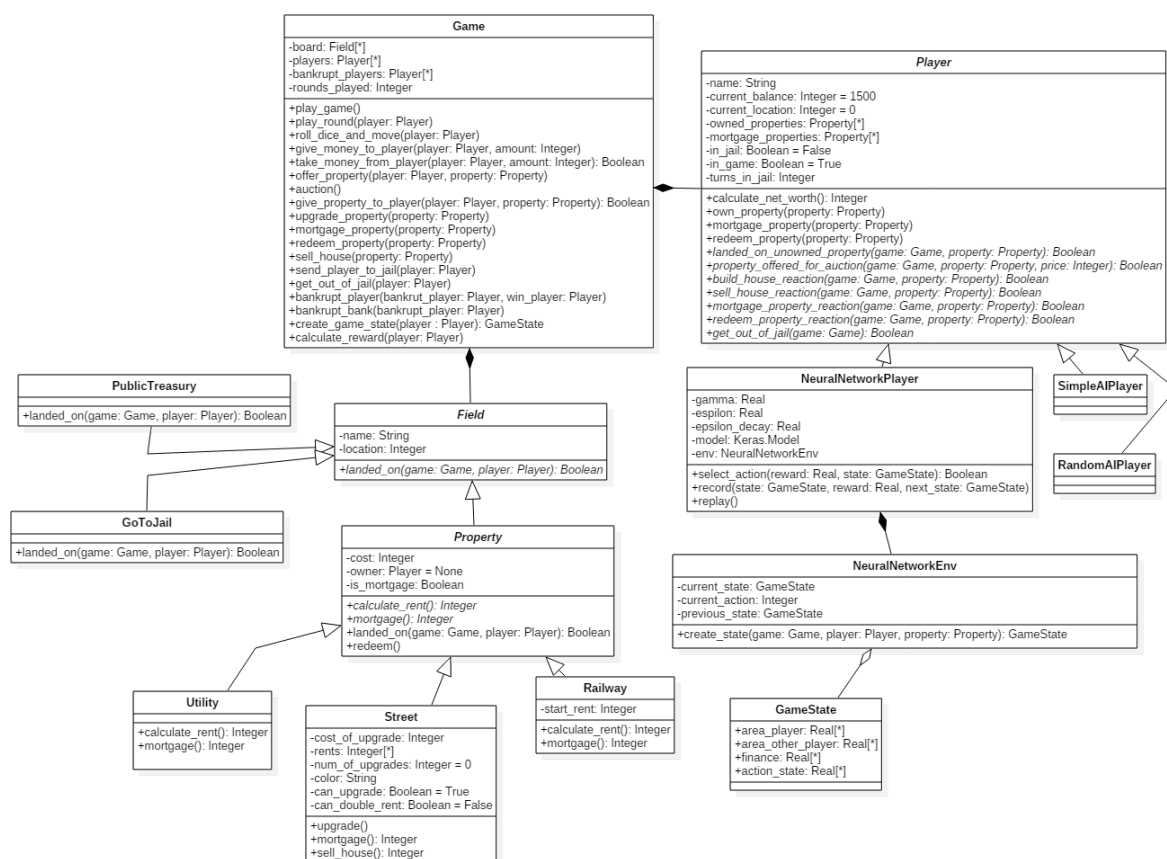 Game
-board: Field[*]
-players: Player[*]
-bankrupt_players: Player[*]
-rounds_played: Integer
+play_game()
+play_round(player: Player)
+roll_dice_and_move(player: Player)
+give_money_to_player(player: Player, amount: Integer)
+take_money_from_player(player: Player, amount: Integer): Boolean
+offer_property(player: Player, property: Property)
+auction()
+give_property_to_player(player: Player, property: Property): Boolean
+upgrade_property(property: Property)
+mortgage_property(property: Property)
+redeem_property(property: Property)
+sell_house(property: Property)
+send_player_to_jail(player: Player)
+get_out_of_jail(player: Player)
+bankrupt_player(bankrut_player: Player, win_player: Player)
+bankrupt_bank(bankrupt_player: Player)
+create_game_state(player : Player): GameState
+calculate_reward(player: Player)
Player
-name: String
-current_balance: Integer = 1500
-current_location: Integer = 0
-owned_properties: Property[*]
-mortgage_properties: Property[*]
-in_jail: Boolean = False
-in_game: Boolean = True
-turns_in_jail: Integer
+calculate_net_worth(): Integer
+own_property(property: Property)
+mortgage_property(property: Property)
+redeem_property(property: Property)
+landed_on_unowned_property(game: Game, property: Property): Boolean
+property_offered_for_auction(game: Game, property: Property, price: Integer): Boolean
+build_house_reaction(game: Game, property: Property): Boolean
+sell_house_reaction(game: Game, property: Property): Boolean
+mortgage_property_reaction(game: Game, property: Property): Boolean
+redeem_property_reaction(game: Game, property: Property): Boolean
+get_out_of_jail(game: Game): Boolean
PublicTreasury
+landed_on(game: Game, player: Player): Boolean
Field
-name: String
-location: Integer
+landed_on(game: Game, player: Player): Boolean
NeuralNetworkPlayer
-gamma: Real
-espilon: Real
-epsilon_decay: Real
-model: Keras.Model
-env: NeuralNetworkEnv
+select_action(reward: Real, state: GameState): Boolean
+record(state: GameState, reward: Real, next_state: GameState)
+replay()
SimpleAIPlayer
RandomAIPlayer
GoToJail
+landed_on(game: Game, player: Player): Boolean
Property
-cost: Integer
-owner: Player = None
-is_mortgage: Boolean
+calculate_rent(): Integer
+mortgage(): Integer
+landed_on(game: Game, player: Player): Boolean
+redeem()
NeuralNetworkEnv
-current_state: GameState
-current_action: Integer
-previous_state: GameState
+create_state(game: Game, player: Player, property: Property): GameState
Utility
+calculate_rent(): Integer
+mortgage(): Integer
Street
-cost_of_upgrade: Integer
-rents: Integer[*]
-num_of_upgrades: Integer = 0
-color: String
-can_upgrade: Boolean = True
-can_double_rent: Boolean = False
+upgrade()
+mortgage(): Integer
+sell_house(): Integer
Railway
-start_rent: Integer
+calculate_rent(): Integer
+mortgage(): Integer
GameState
+area_player: Real[*]
+area_other_player: Real[*]
+finance: Real[*]
+action_state: Real[*]